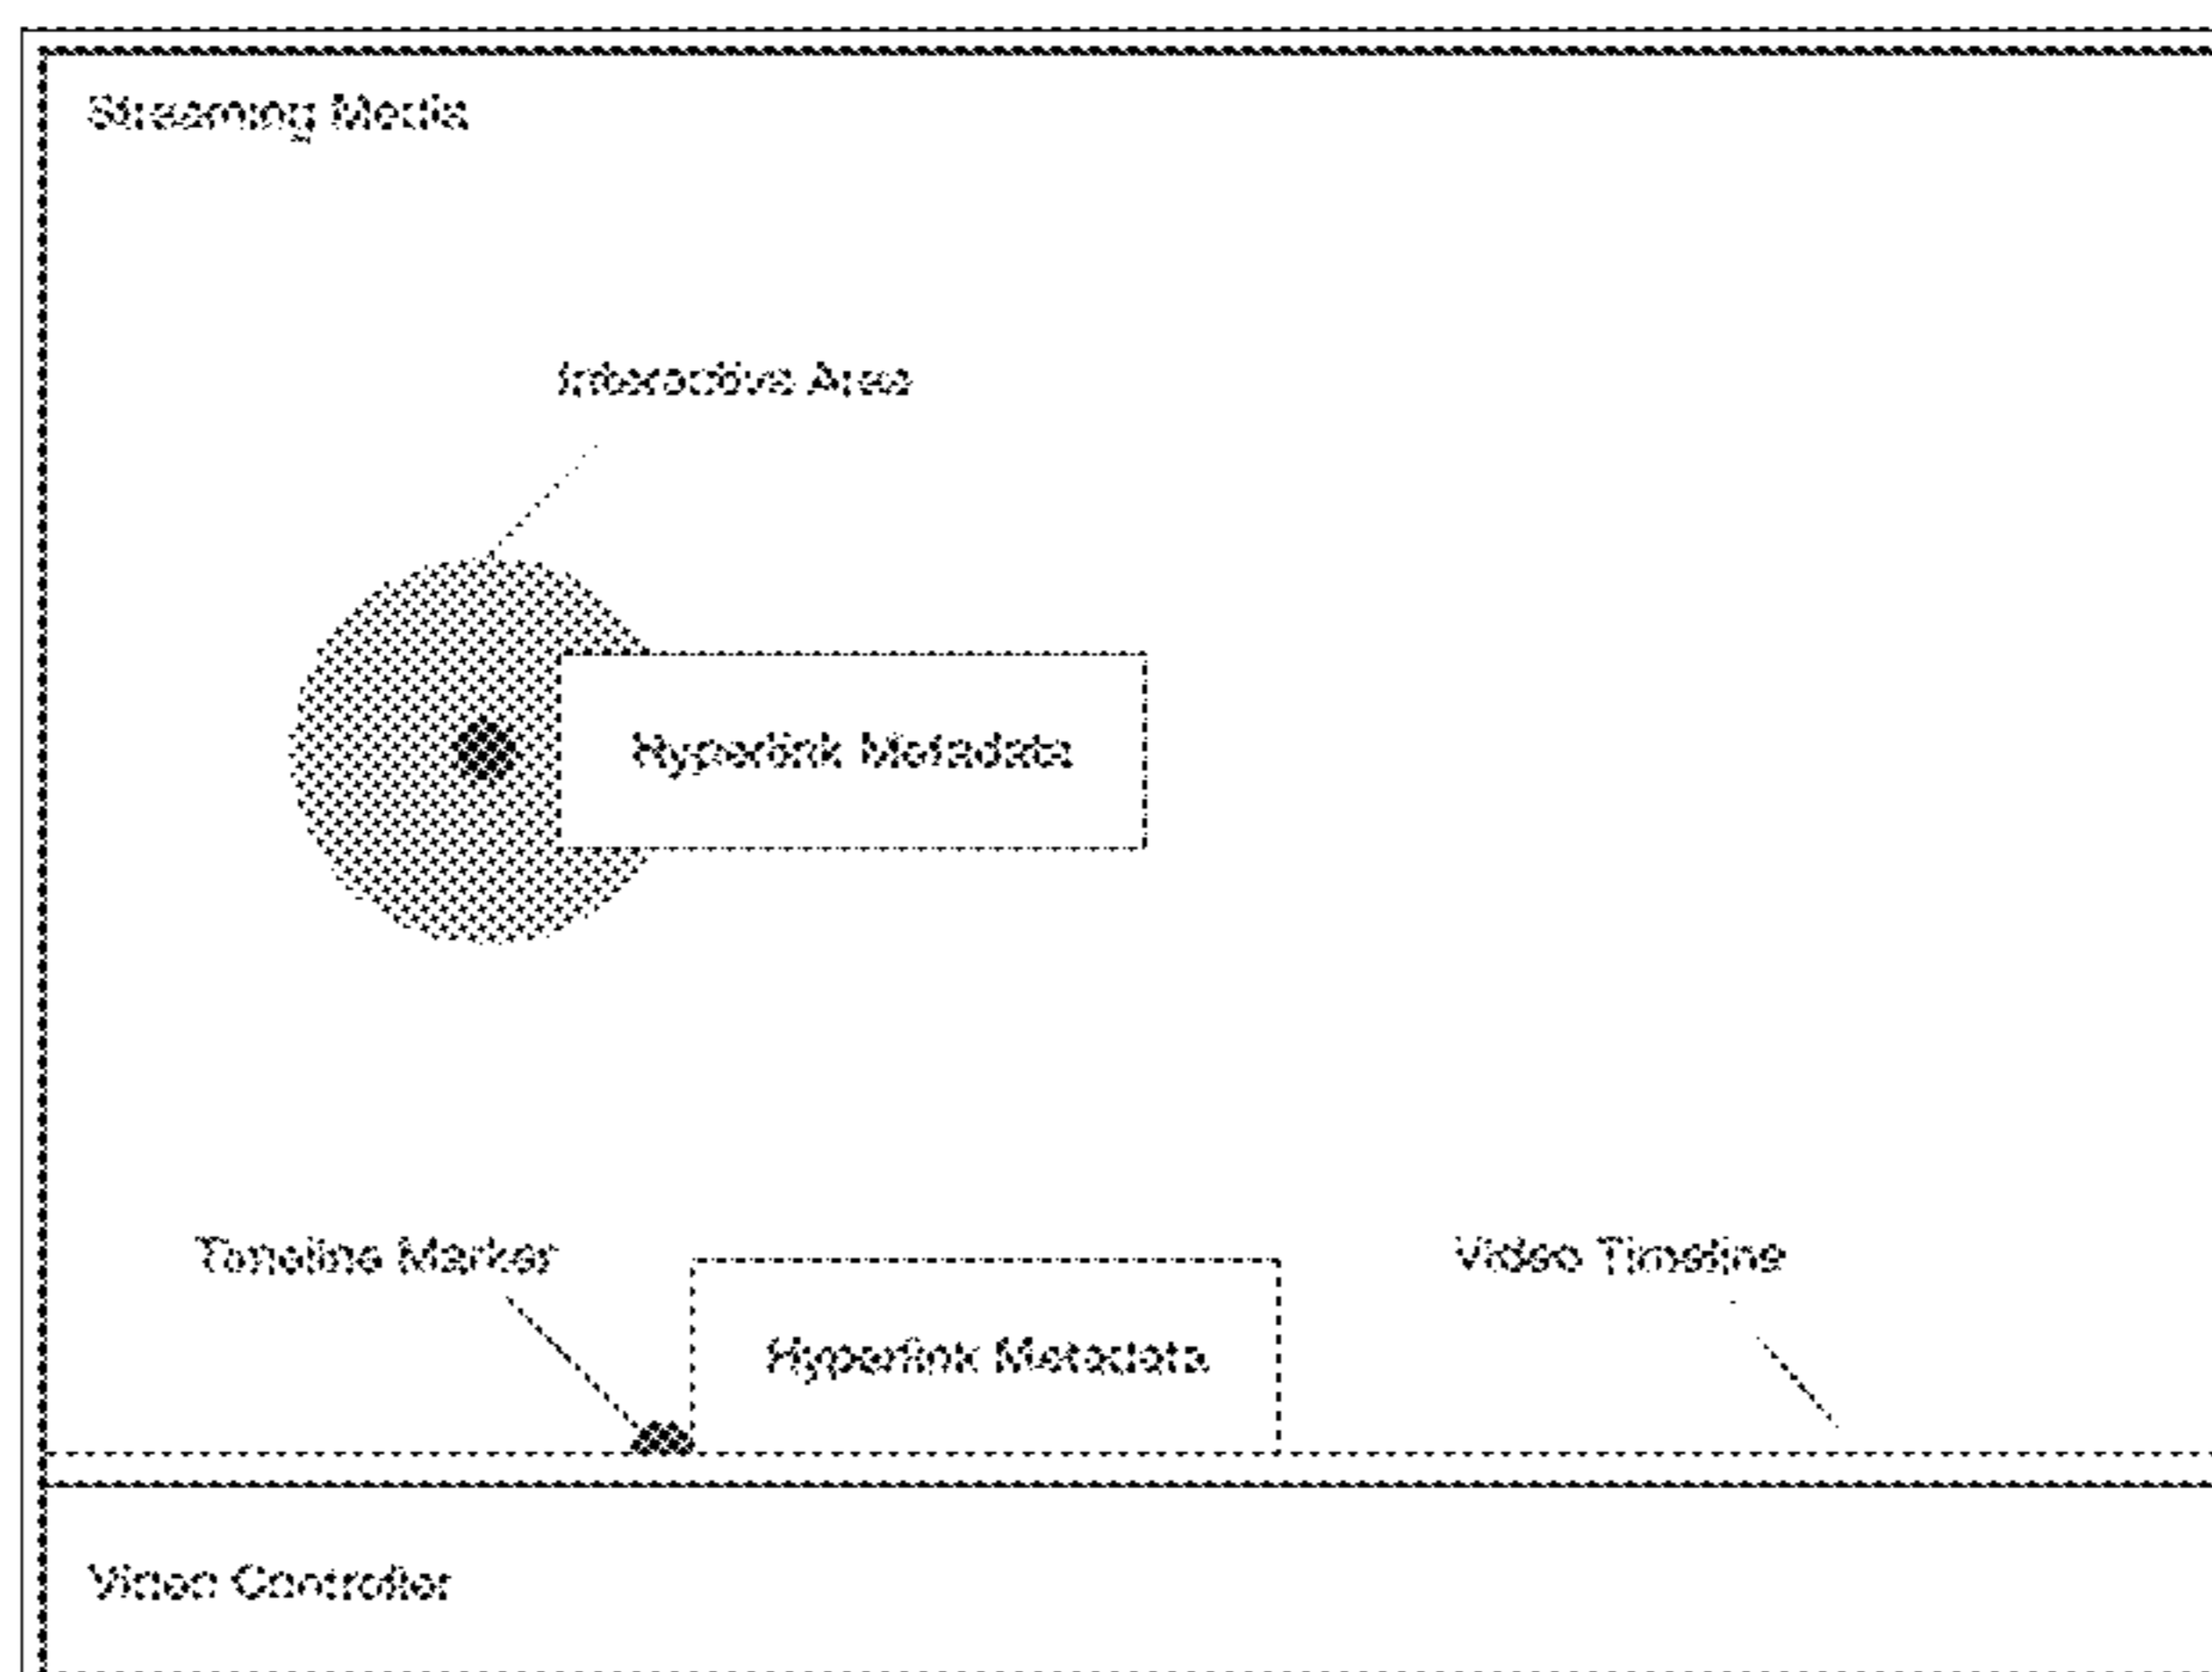 Streaming Media
Interactive Area
Hyperlink Metadata
Timeline Marker
Video Timeline
Hyperlink Metadata
Video Controller